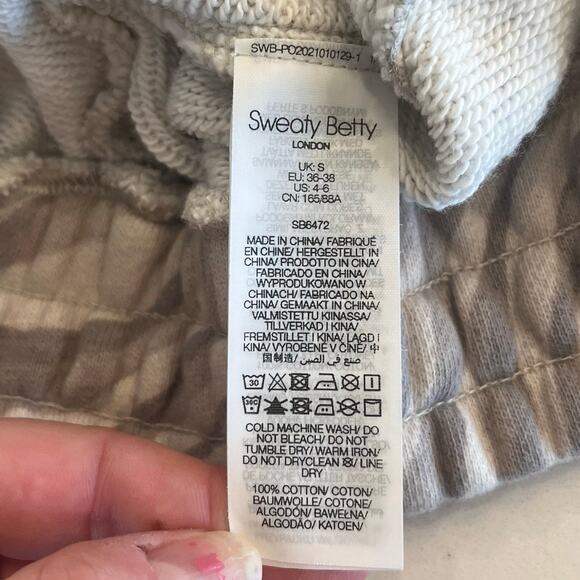 SWB-PO2021010129-1
Sweaty Betty
LONDON
UK: S
EU: 36-38
US: 4-6
CN: 165/88A
SB6472
MADE IN CHINA/ FABRIQUÉ
EN CHINE/ HERGESTELLT IN
CHINA/ PRODOTTO IN CINA/
FABRICADO EN CHINA/
WYPRODUKOWANO W
CHINACH/ FABRICADO NA
CHINA/ GEMAAKT IN CHINA/
VALMISTETTU KIINASSA/
TILLVERKAD I KINA/
FREMSTILLET I KINA/ LAGD I
KINA/ VYROBENÉ V ČÍNE/ 中
国制造/ صنع في الصين/
30
COLD MACHINE WASH/ DO
NOT BLEACH/ DO NOT
TUMBLE DRY/ WARM IRON/
DO NOT DRYCLEAN/ LINE
DRY
100% COTTON/ COTON/
BAUMWOLLE/ COTONE/
ALGODÓN/ BAWEŁNA/
ALGODÃO/ KATOEN/